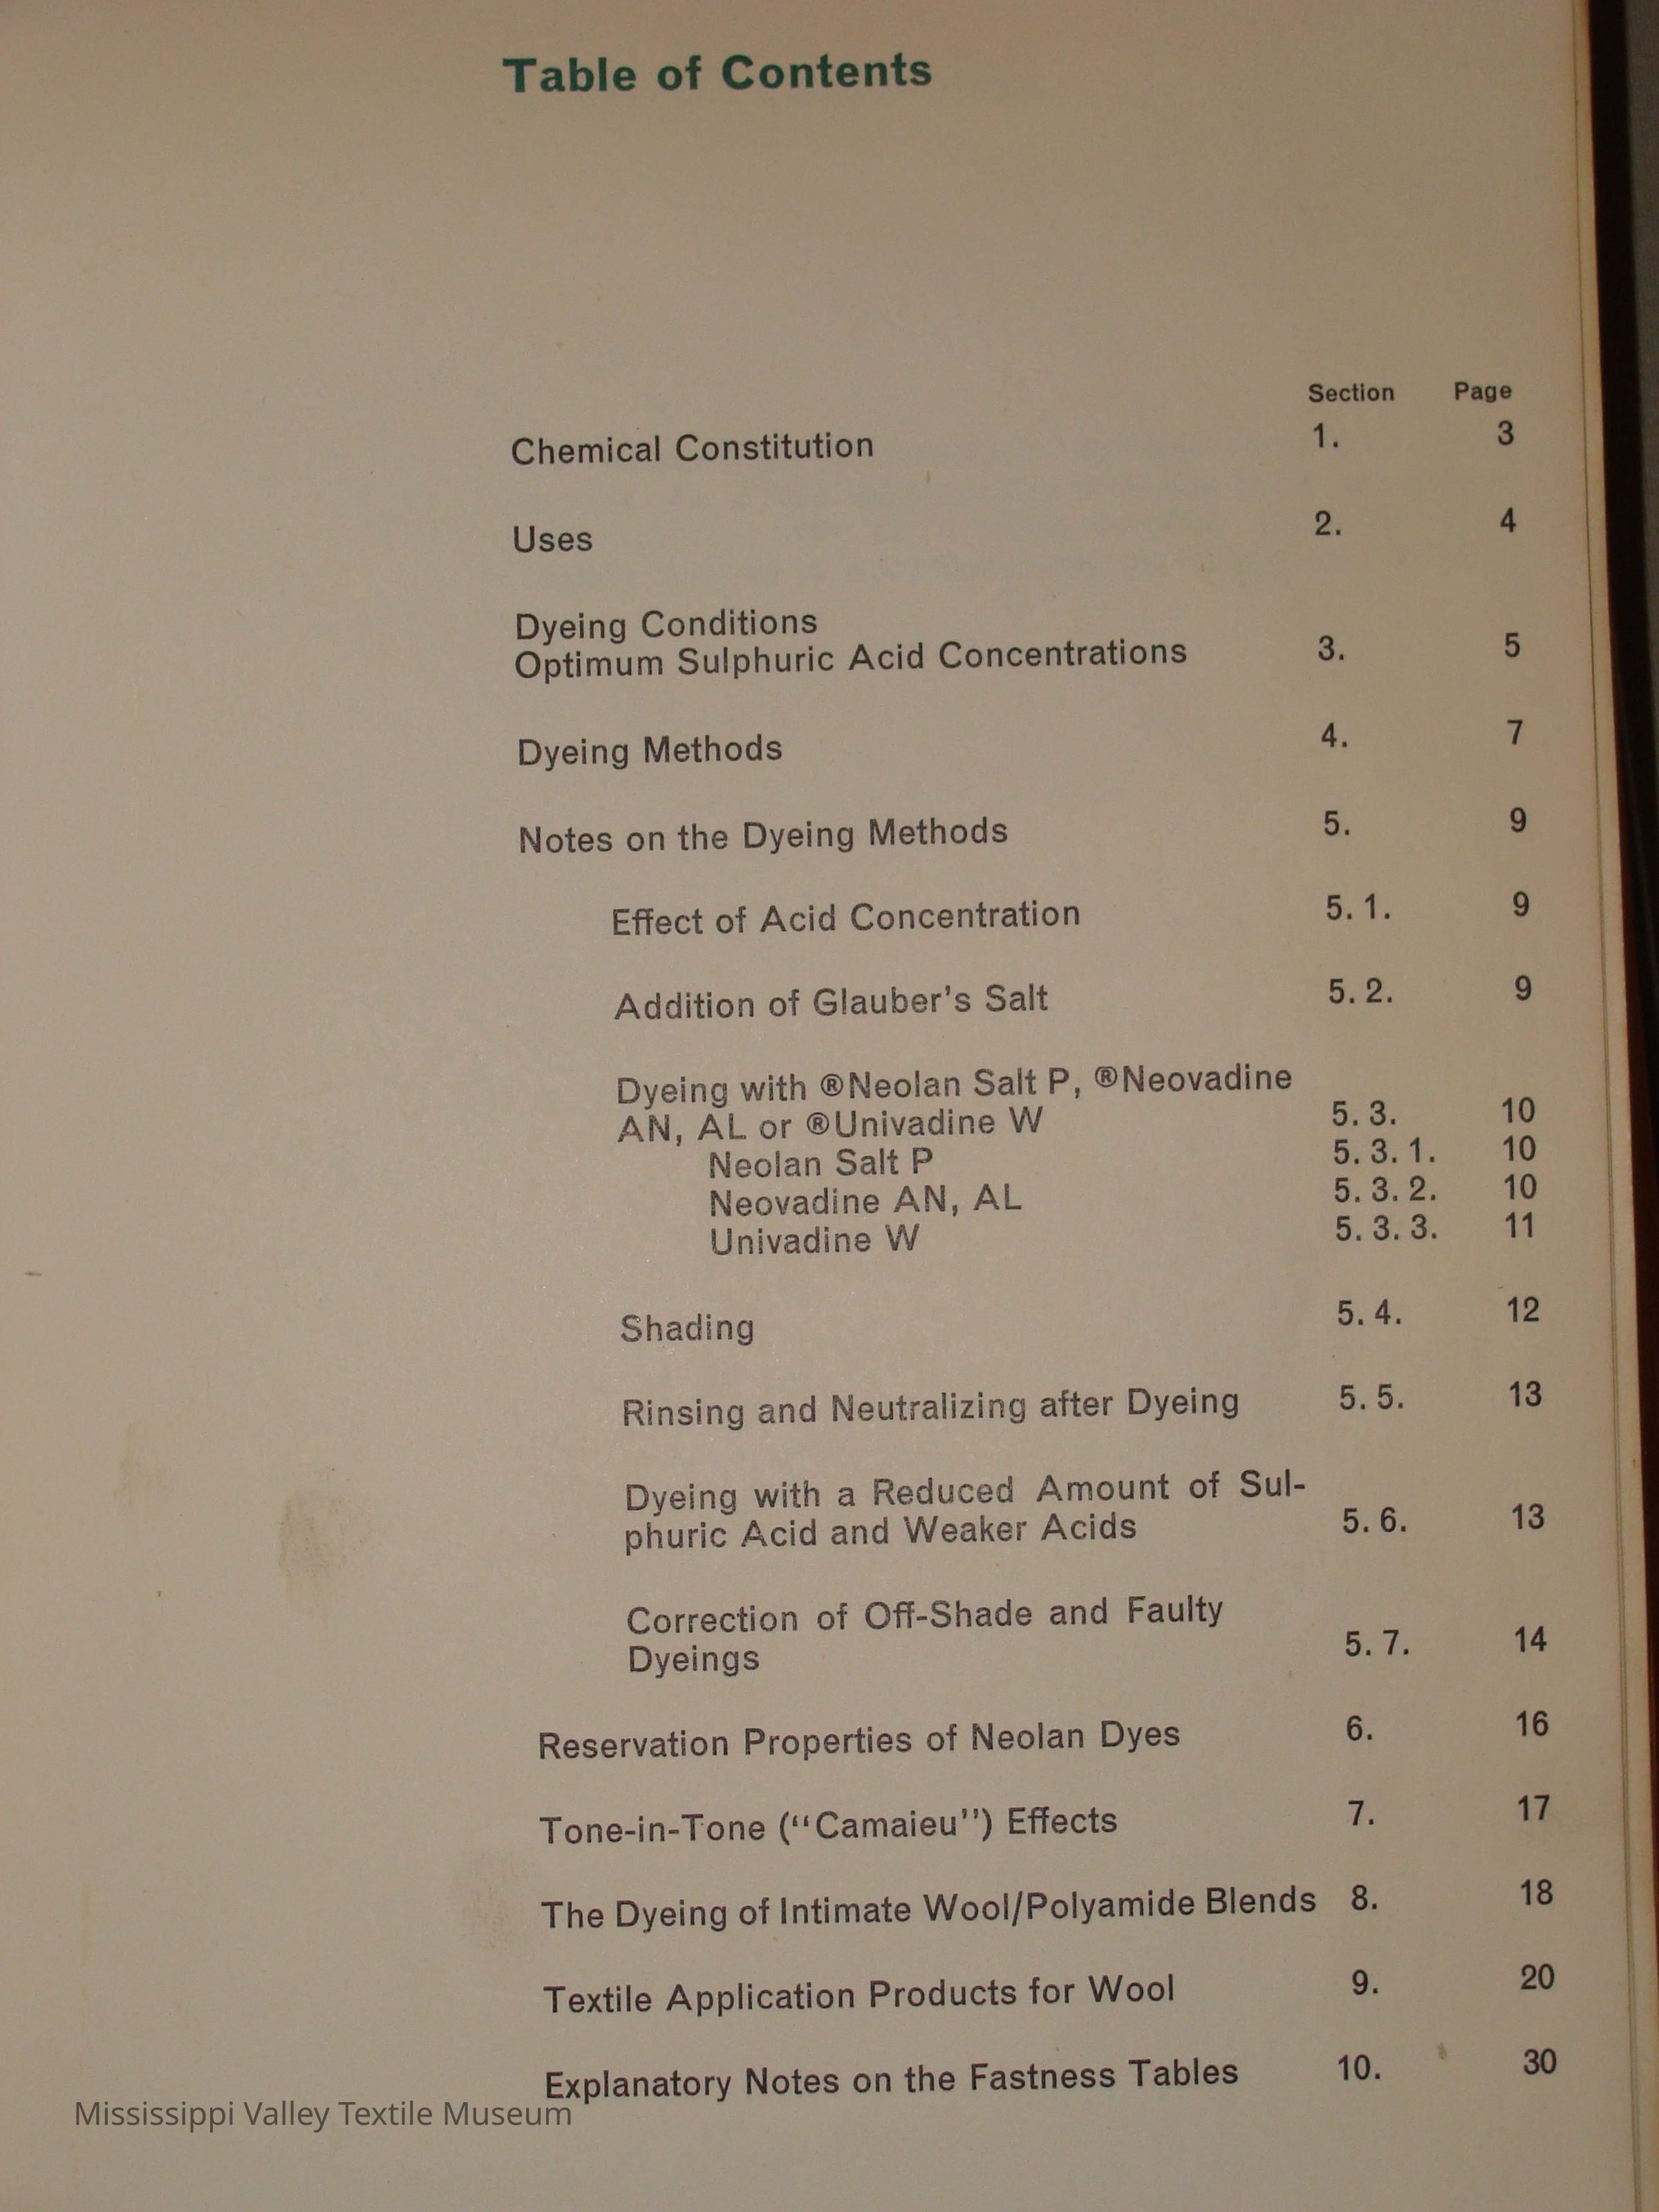 Table of Contents
Section Page
Chemical Constitution 1. 3
Uses 2. 4
Dyeing Conditions
Optimum Sulphuric Acid Concentrations 3. 5
Dyeing Methods 4. 7
Notes on the Dyeing Methods 5. 9
Effect of Acid Concentration 5. 1. 9
Addition of Glauber's Salt 5. 2. 9
Dyeing with ®Neolan Salt P, ®Neovadine
AN, AL or ®Univadine W 5. 3. 10
Neolan Salt P 5. 3. 1. 10
Neovadine AN, AL 5. 3. 2. 10
Univadine W 5. 3. 3. 11
Shading 5. 4. 12
Rinsing and Neutralizing after Dyeing 5. 5. 13
Dyeing with a Reduced Amount of Sul-
phuric Acid and Weaker Acids 5. 6. 13
Correction of Off-Shade and Faulty
Dyeings 5. 7. 14
Reservation Properties of Neolan Dyes 6. 16
Tone-in-Tone (“Camaieu”) Effects 7. 17
The Dyeing of Intimate Wool/Polyamide Blends 8. 18
Textile Application Products for Wool 9. 20
Explanatory Notes on the Fastness Tables 10. 30
Mississippi Valley Textile Museum